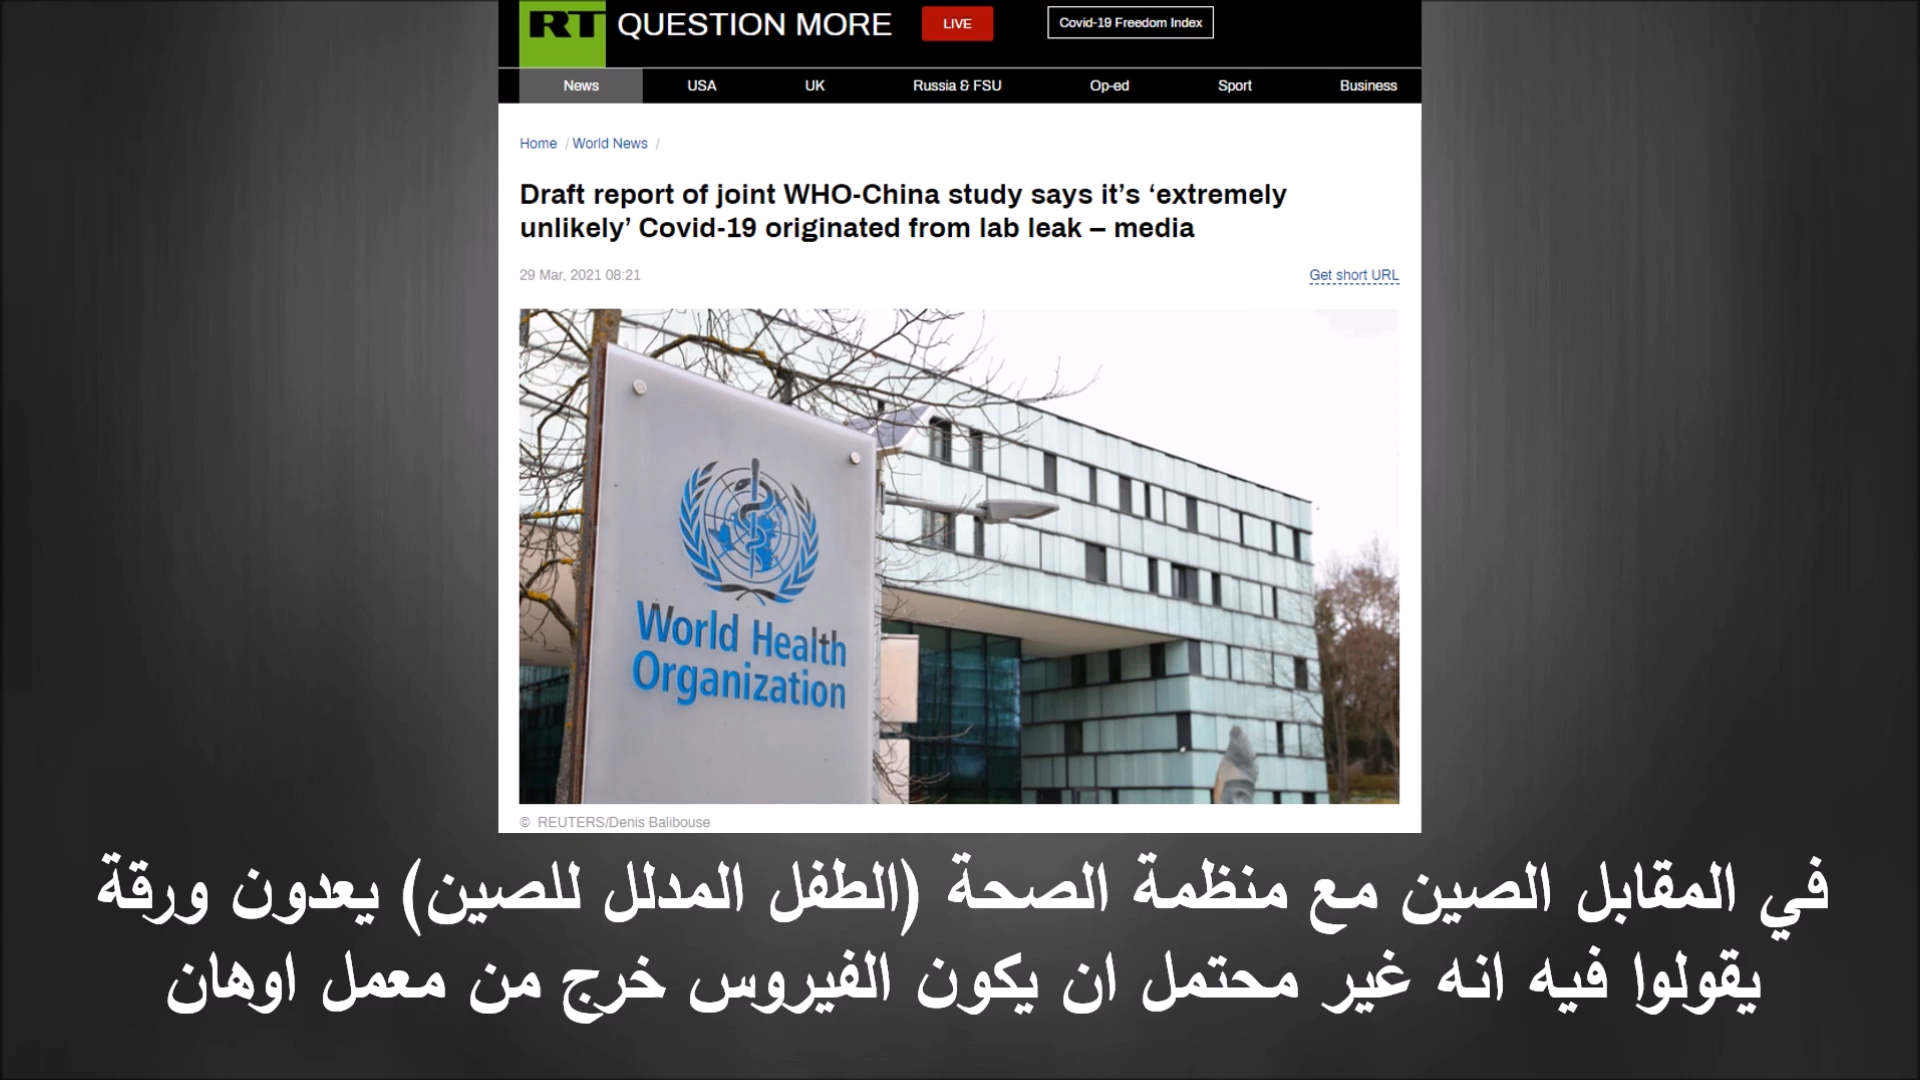 RT QUESTION MORE LIVE Covid-19 Freedom Index
News USA UK Russia & FSU Op-ed Sport Business
Home / World News /
Draft report of joint WHO-China study says it’s ‘extremely
unlikely’ Covid-19 originated from lab leak – media
29 Mar, 2021 08:21 Get short URL
World Health
Organization
© REUTERS/Denis Balibouse
في المقابل الصين مع منظمة الصحة (الطفل المدلل للصين) يعدون ورقة
يقولوا فيه انه غير محتمل ان يكون الفيروس خرج من معمل اوهان